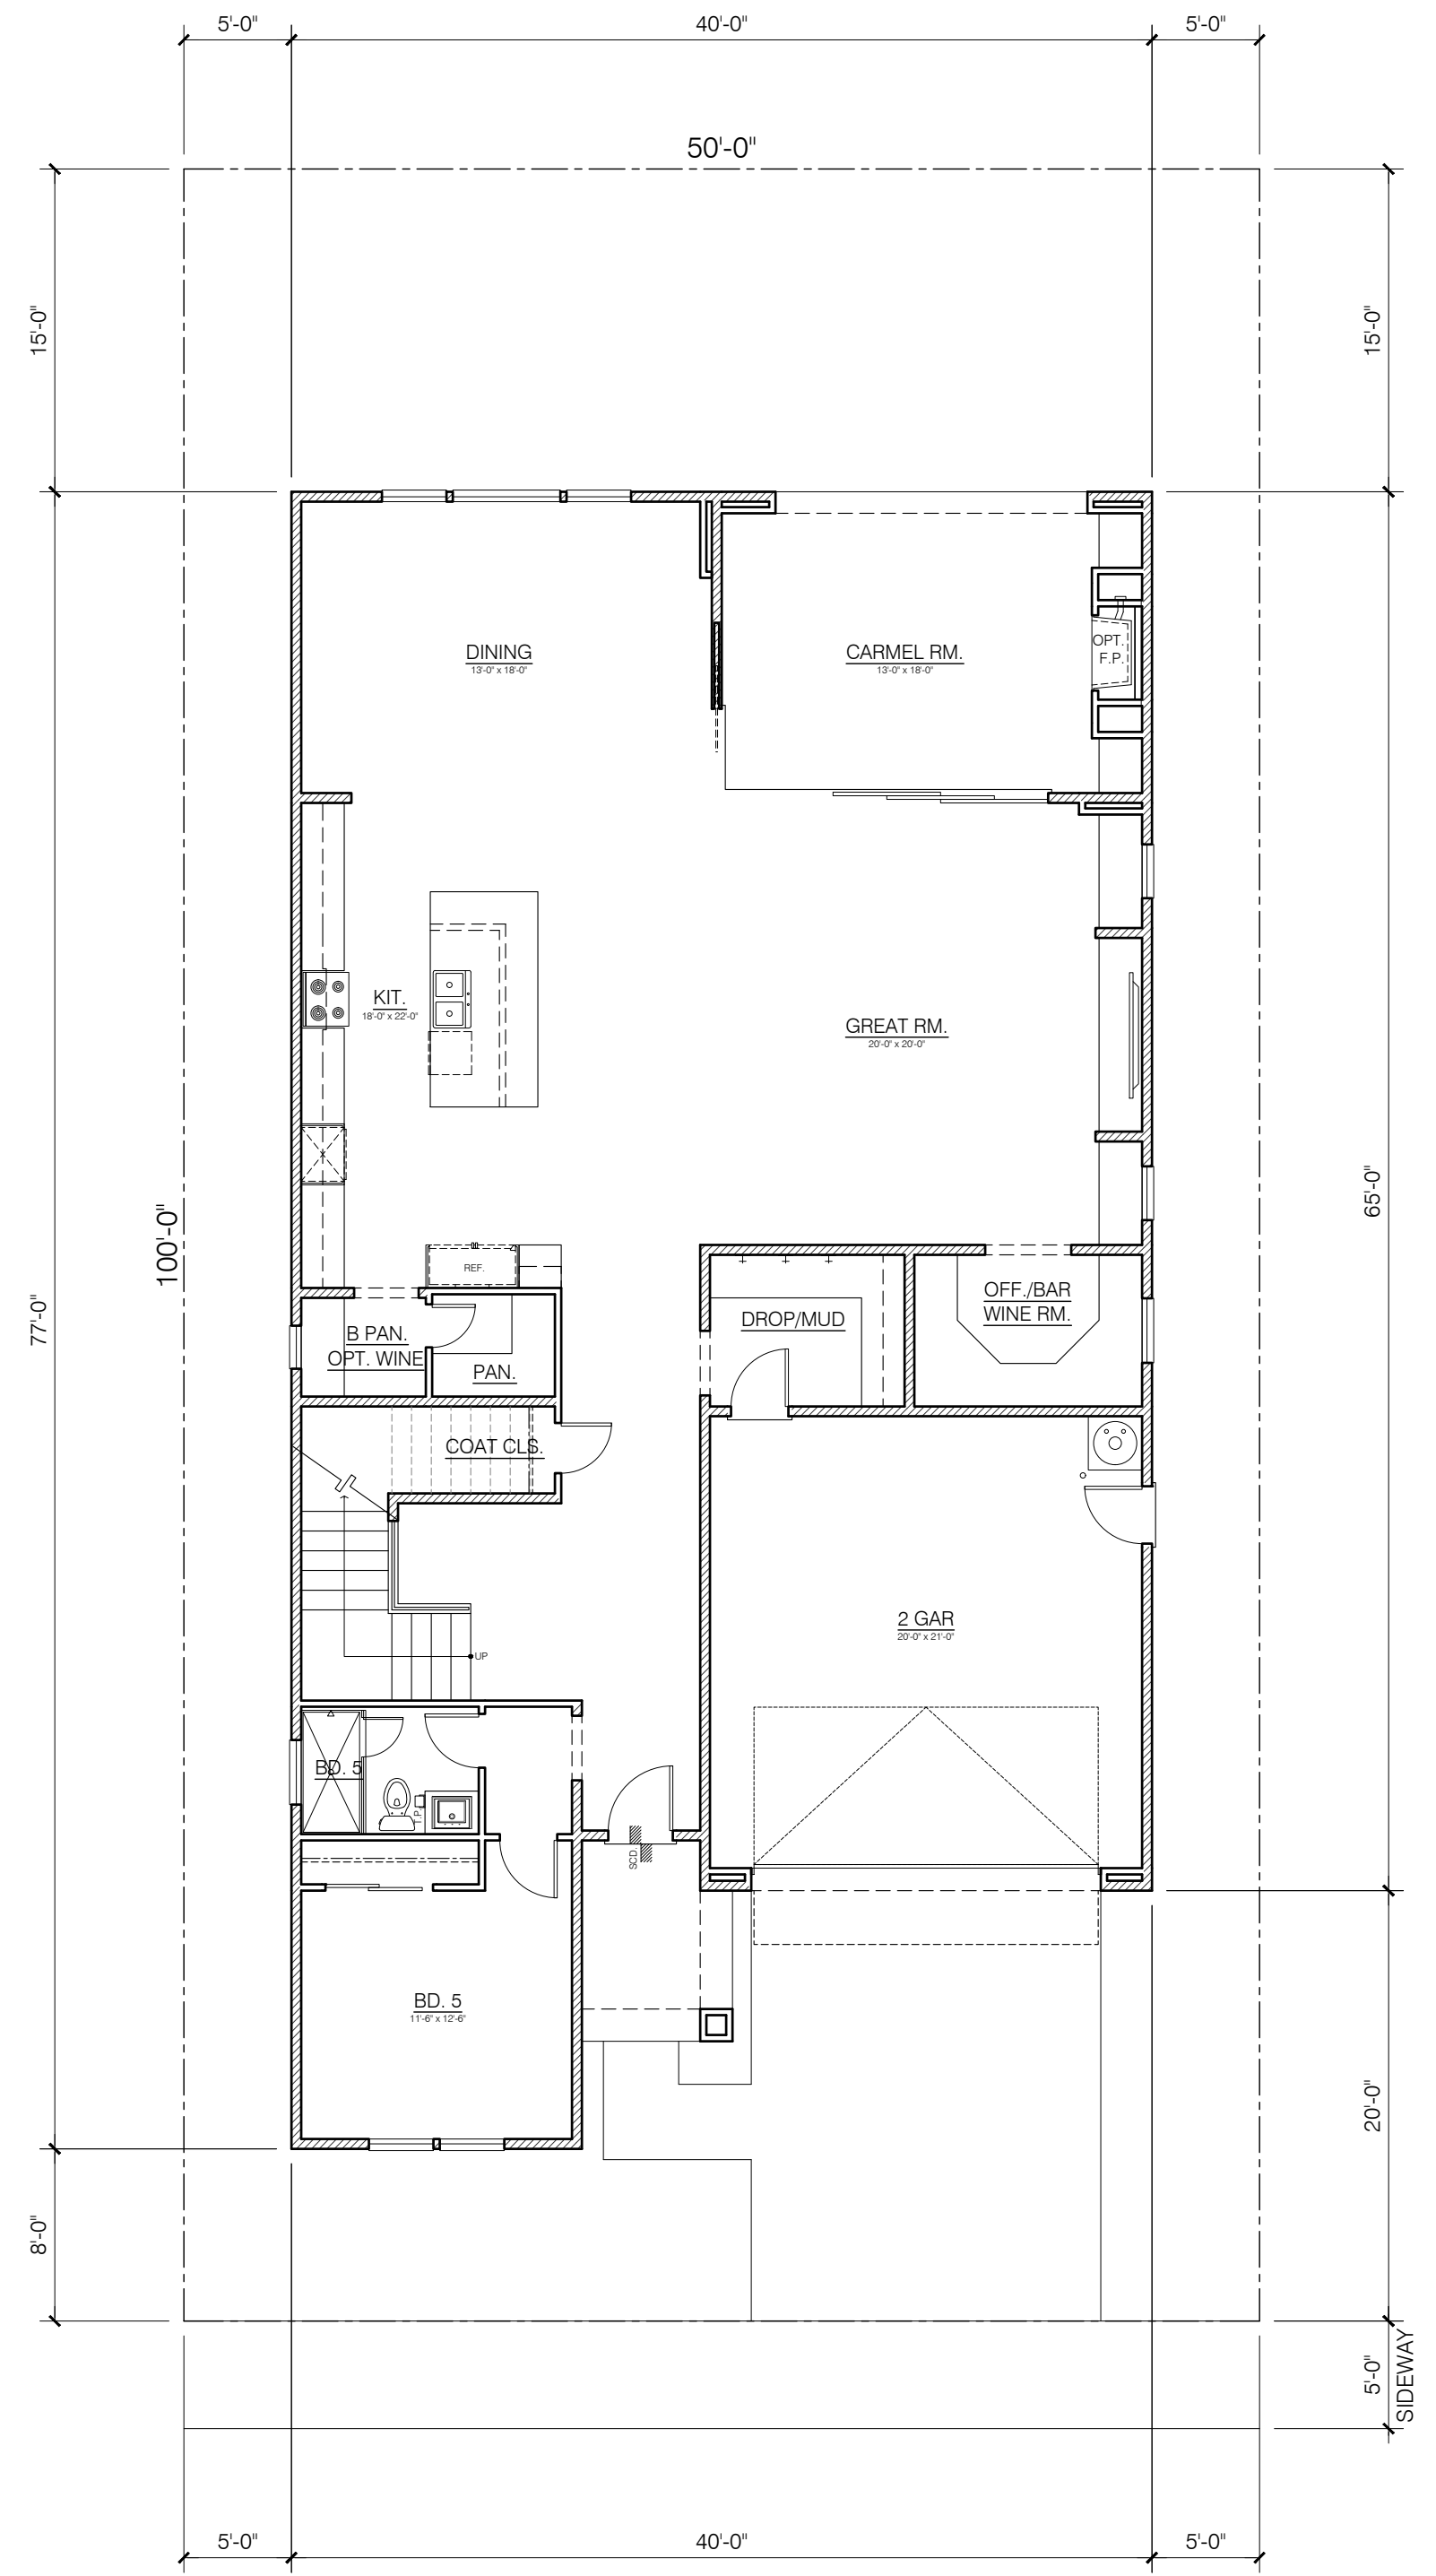 5'-0"
40'-0"
5'-0"
50'-0"
15'-0"
15'-0"
DINING
13'-0" x 18'-0"
CARMEL RM.
13'-0" x 18'-0"
OPT.
F.P.
KIT.
18'-0" x 22'-0"
GREAT RM.
20'-0" x 20'-0"
100'-0"
77'-0"
65'-0"
REF.
B PAN.
OPT. WINE
PAN.
DROP/MUD
OFF./BAR
WINE RM.
COAT CLS.
UP
2 GAR
20'-0" x 21'-0"
BD. 5
T.P.
SCD.
BD. 5
11'-6" x 12'-6"
20'-0"
8'-0"
5'-0"
SIDEWAY
5'-0"
40'-0"
5'-0"